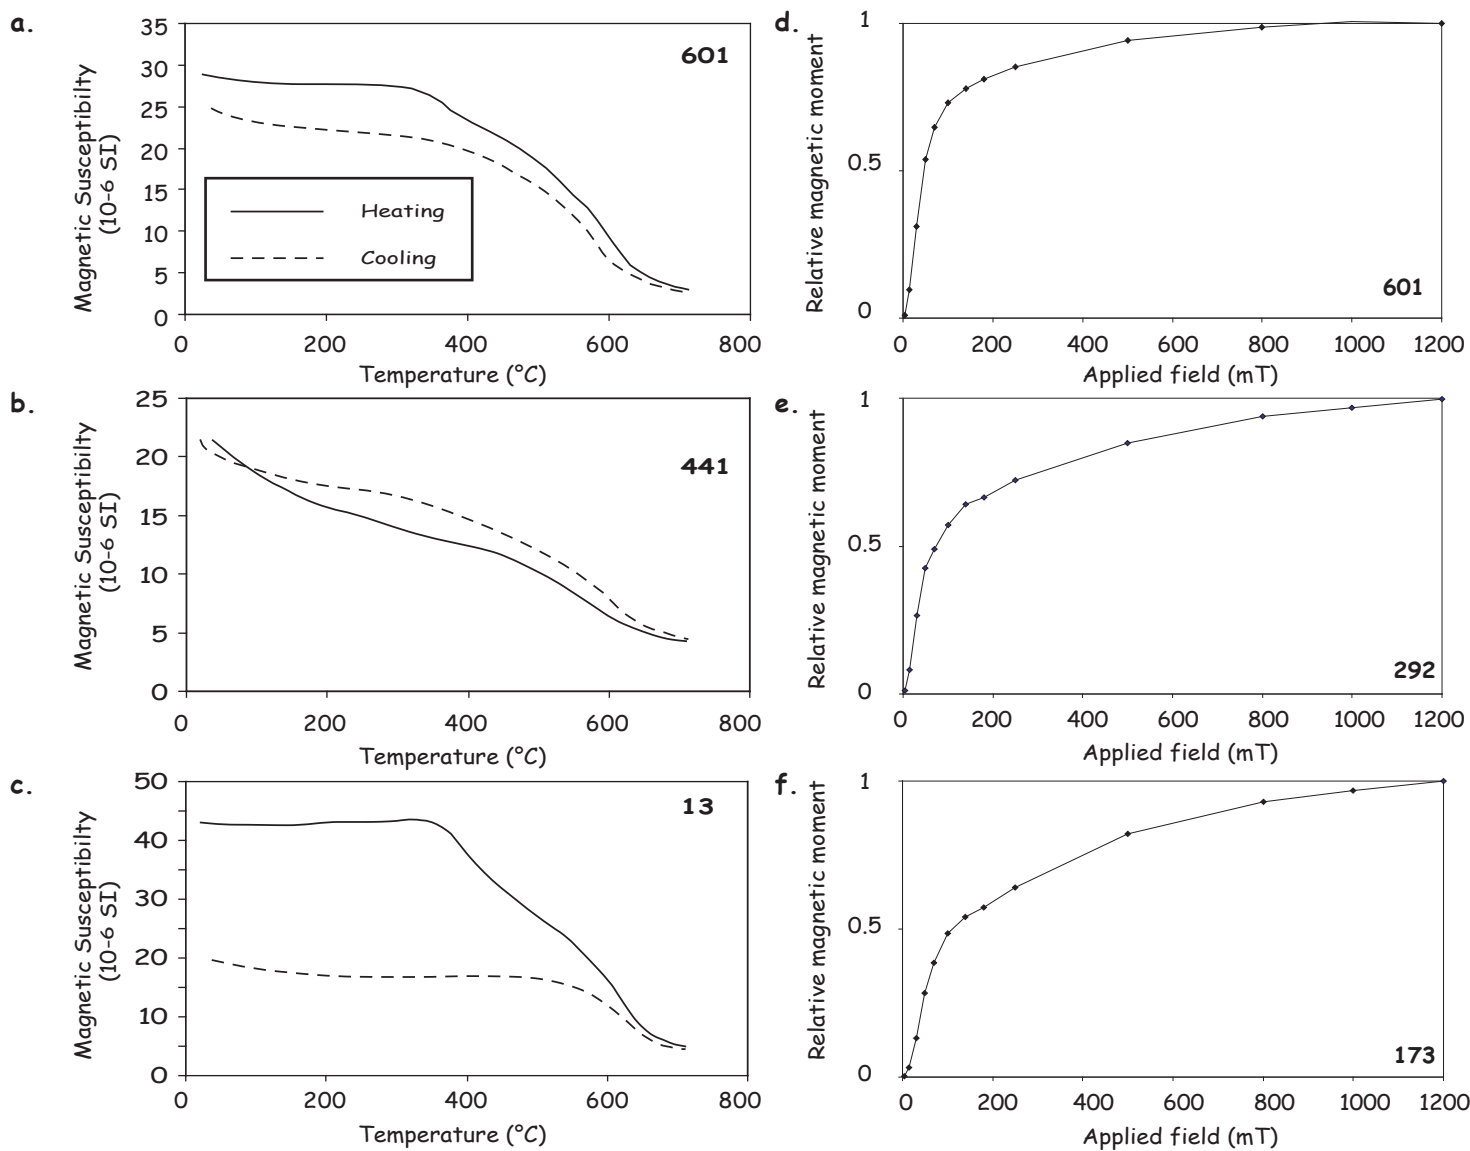 a.
35
30
25
20
15
10
5
0
Magnetic Susceptibilty
(10-6 SI)
601
Heating
Cooling
0 200 400 600 800
Temperature (°C)
d.
1
0.5
0
Relative magnetic moment
601
0 200 400 600 800 1000 1200
Applied field (mT)
b.
25
20
15
10
5
0
Magnetic Susceptibilty
(10-6 SI)
441
0 200 400 600 800
Temperature (°C)
e.
1
0.5
0
Relative magnetic moment
292
0 200 400 600 800 1000 1200
Applied field (mT)
c.
50
40
30
20
10
0
Magnetic Susceptibilty
(10-6 SI)
13
0 200 400 600 800
Temperature (°C)
f.
1
0.5
0
Relative magnetic moment
173
0 200 400 600 800 1000 1200
Applied field (mT)